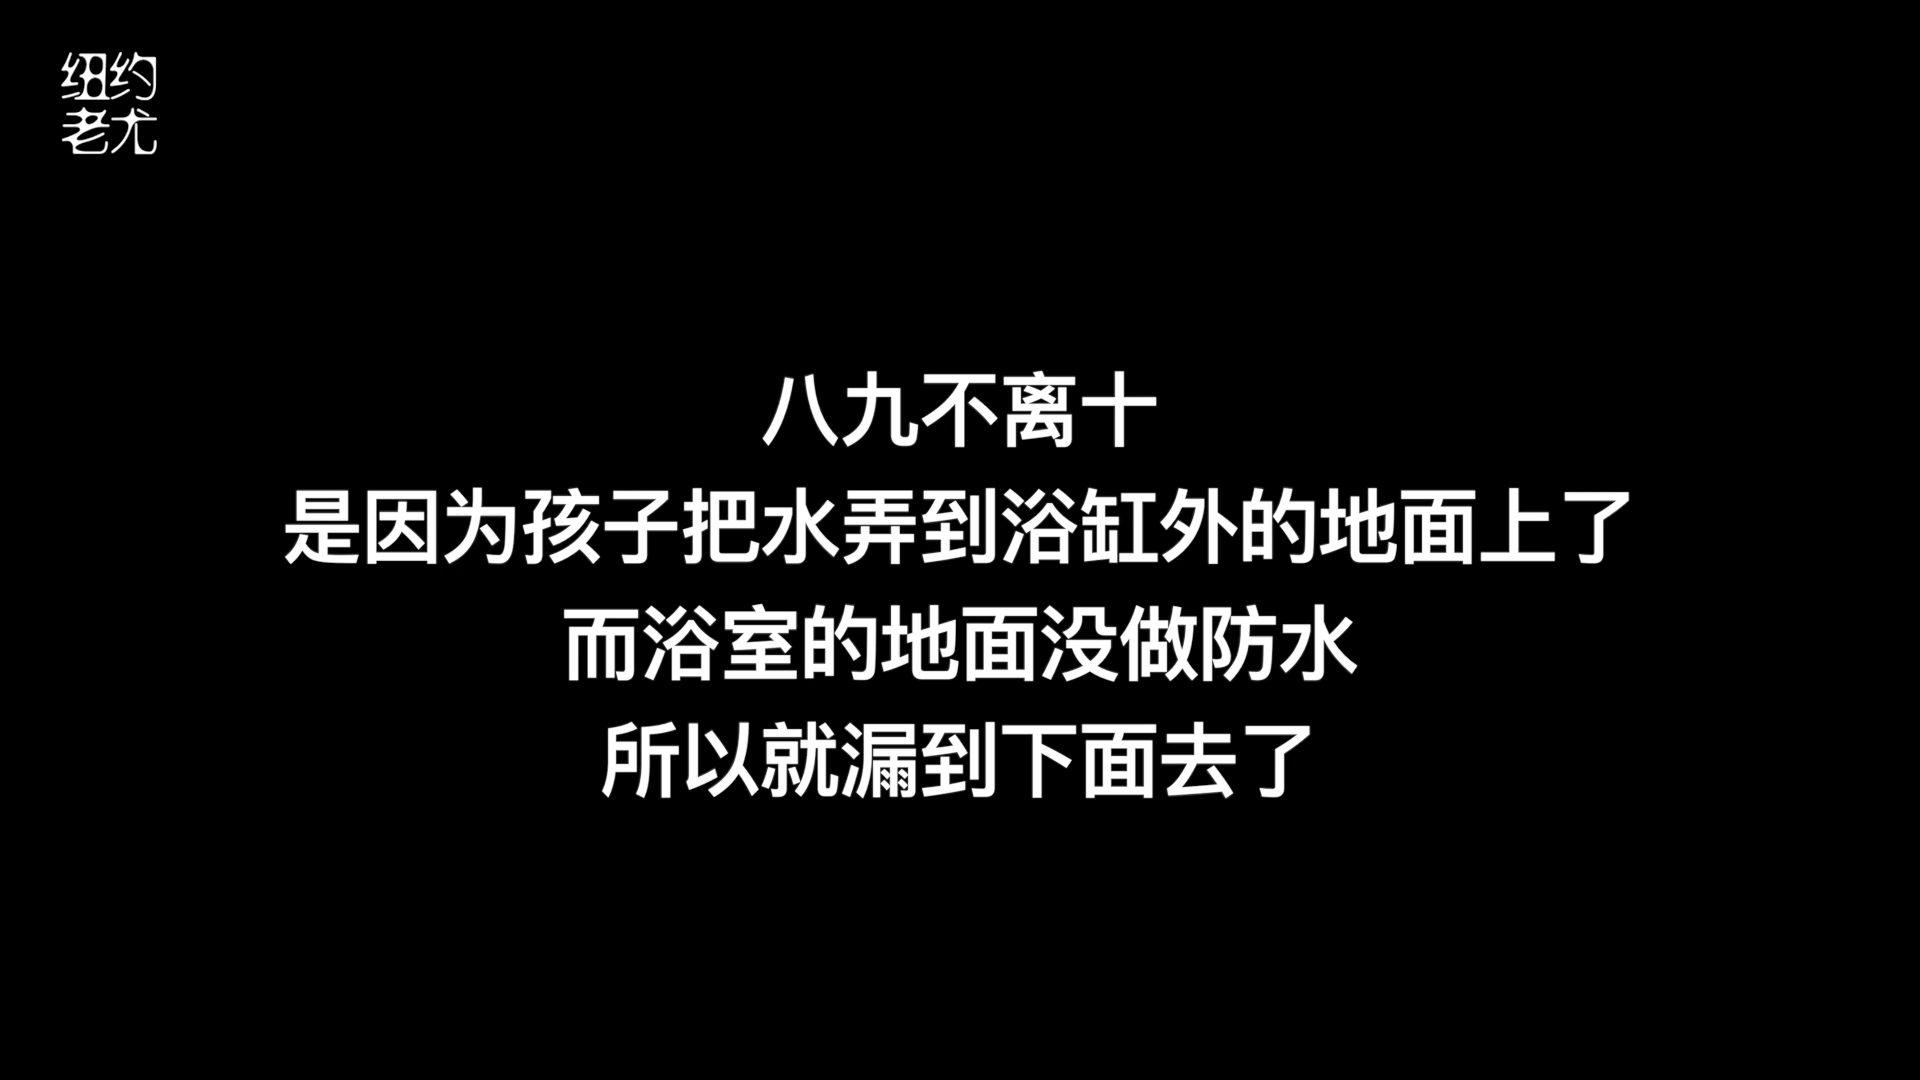 纽约
老尤
八九不离十
是因为孩子把水弄到浴缸外的地面上了
而浴室的地面没做防水
所以就漏到下面去了